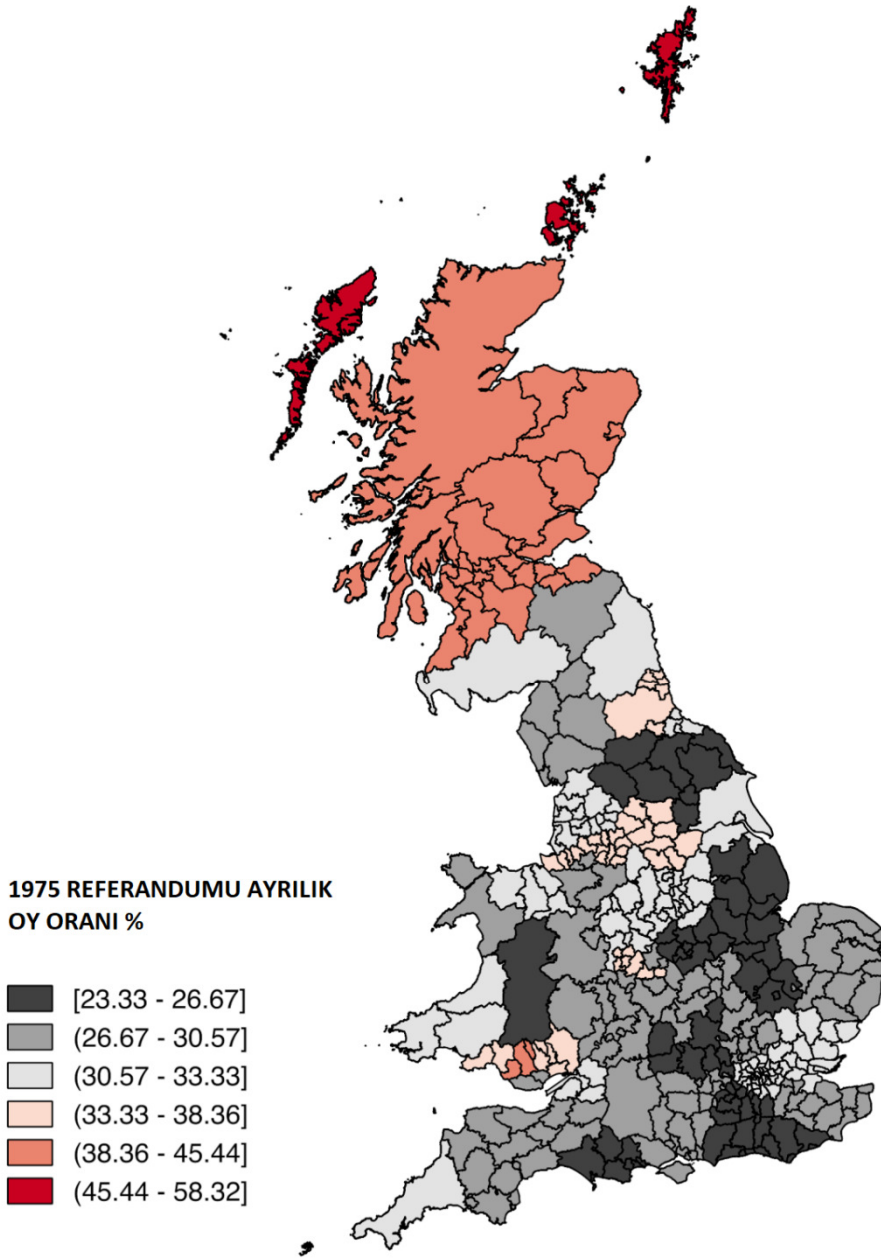 1975 REFERANDUMU AYRILIK
OY ORANI %
[23.33 - 26.67]
(26.67 - 30.57]
(30.57 - 33.33]
(33.33 - 38.36]
(38.36 - 45.44]
(45.44 - 58.32]